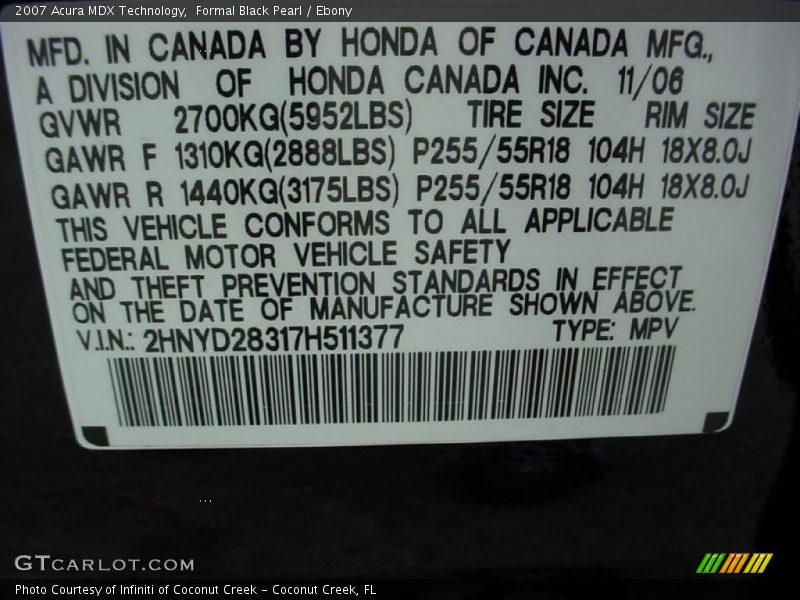 2007 Acura MDX Technology,  Formal Black Pearl / Ebony
MFD. IN CANADA BY HONDA OF CANADA MFG.,
A DIVISION OF HONDA CANADA INC. 11/06
GVWR 2700KG(5952LBS) TIRE SIZE RIM SIZE
GAWR F 1310KG(2888LBS) P255/55R18 104H 18X8.0J
GAWR R 1440KG(3175LBS) P255/55R18 104H 18X8.0J
THIS VEHICLE CONFORMS TO ALL APPLICABLE
FEDERAL MOTOR VEHICLE SAFETY
AND THEFT PREVENTION STANDARDS IN EFFECT
ON THE DATE OF MANUFACTURE SHOWN ABOVE.
V.I.N.: 2HNYD28317H511377 TYPE: MPV
GTCARLOT.COM
Photo Courtesy of Infiniti of Coconut Creek - Coconut Creek, FL